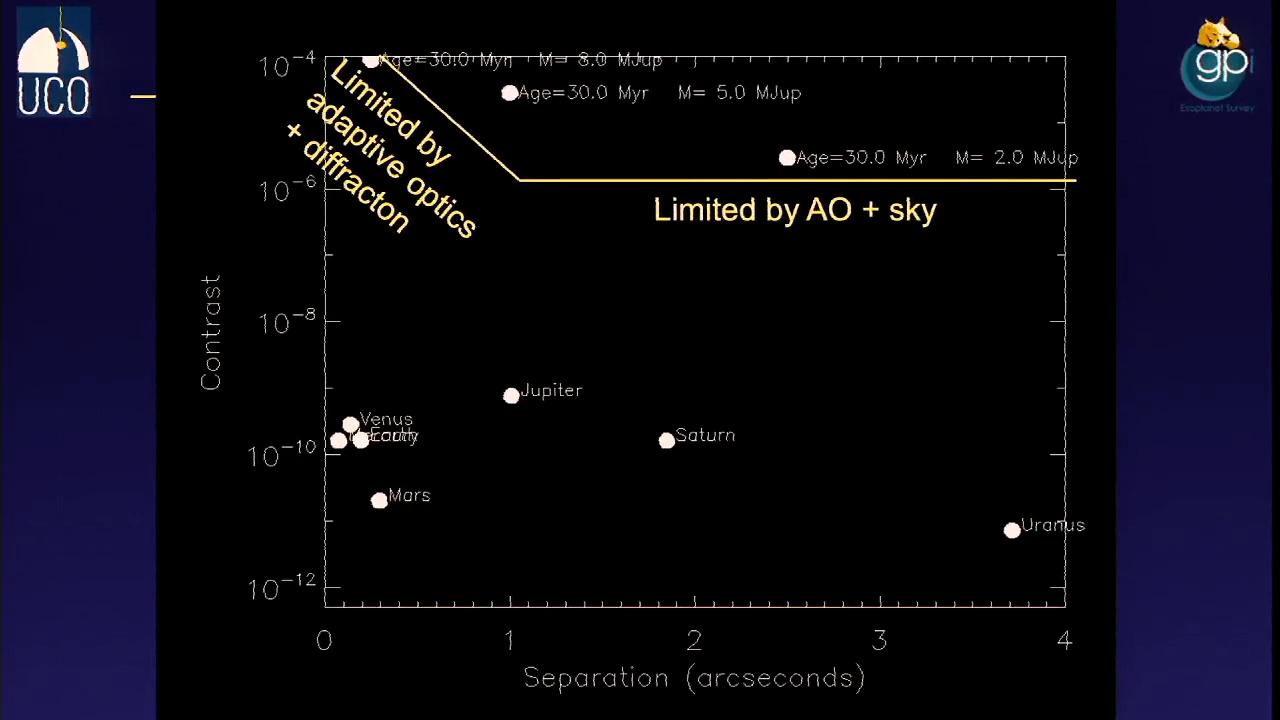 UCO
gpi
Exoplanet Survey
10−4
10−6
10−8
10−10
10−12
Contrast
Age=30.0 Myr M= 8.0 MJup
Age=30.0 Myr M= 5.0 MJup
Age=30.0 Myr M= 2.0 MJup
Limited by
adaptive optics
+ diffracton
Limited by AO + sky
Jupiter
Venus
Earth
Saturn
Mars
Uranus
0 1 2 3 4
Separation (arcseconds)